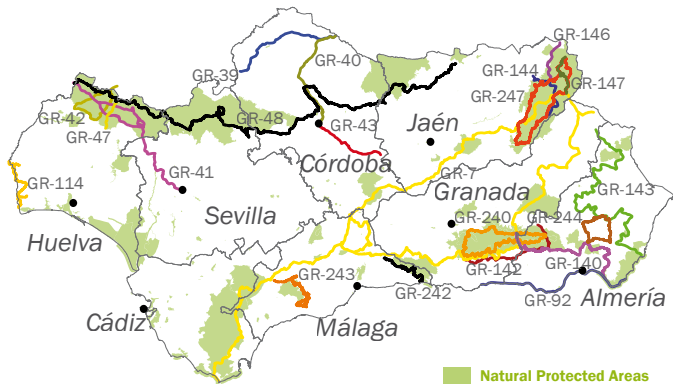 GR-146
GR-40
GR-39
GR-144
GR-147
GR-247
GR-42
GR-48
GR-43
GR-47
Jaén
Córdoba
GR-7
GR-41
GR-114
Granada
GR-143
Sevilla
GR-240
GR-244
Huelva
GR-142
GR-140
GR-243
GR-242
GR-92
Almería
Cádiz
Málaga
Natural Protected Areas